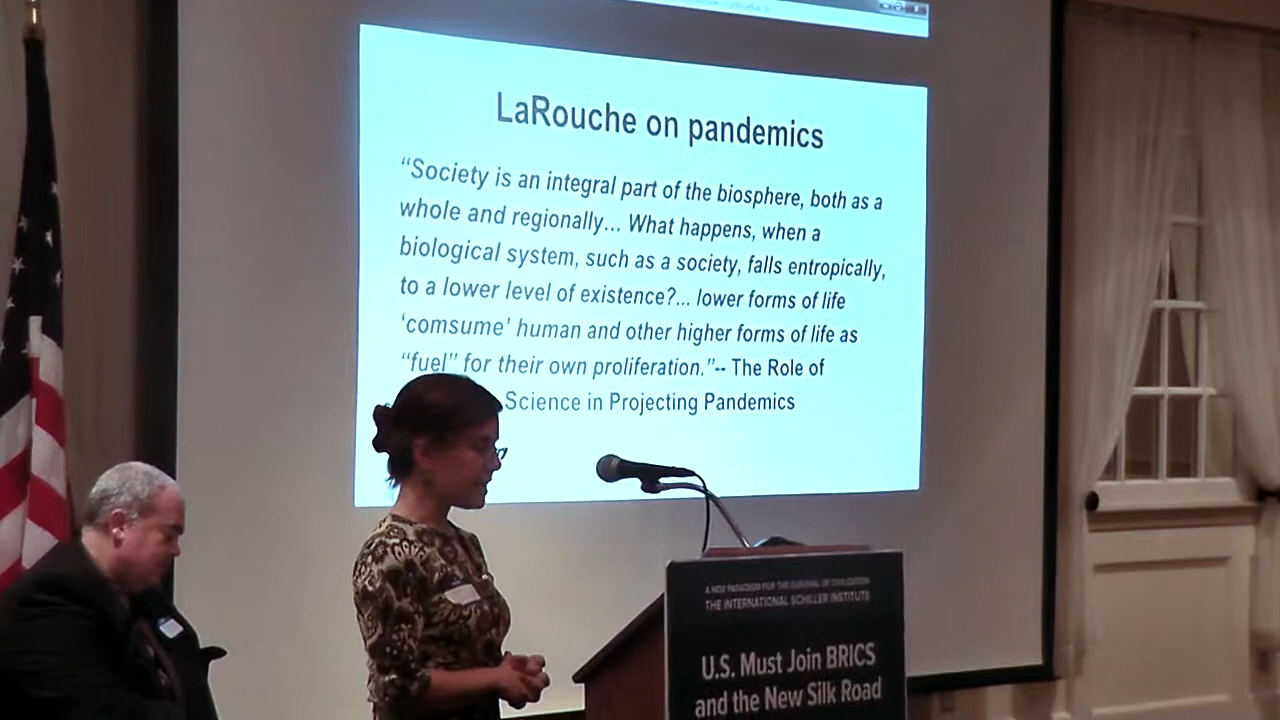 LaRouche on pandemics
“Society is an integral part of the biosphere, both as a
whole and regionally... What happens, when a
biological system, such as a society, falls entropically,
to a lower level of existence?... lower forms of life
‘comsume’ human and other higher forms of life as
“fuel” for their own proliferation.”-- The Role of
Science in Projecting Pandemics
A NEW PARADIGM FOR THE SURVIVAL OF CIVILIZATION
THE INTERNATIONAL SCHILLER INSTITUTE
U.S. Must Join BRICS
and the New Silk Road